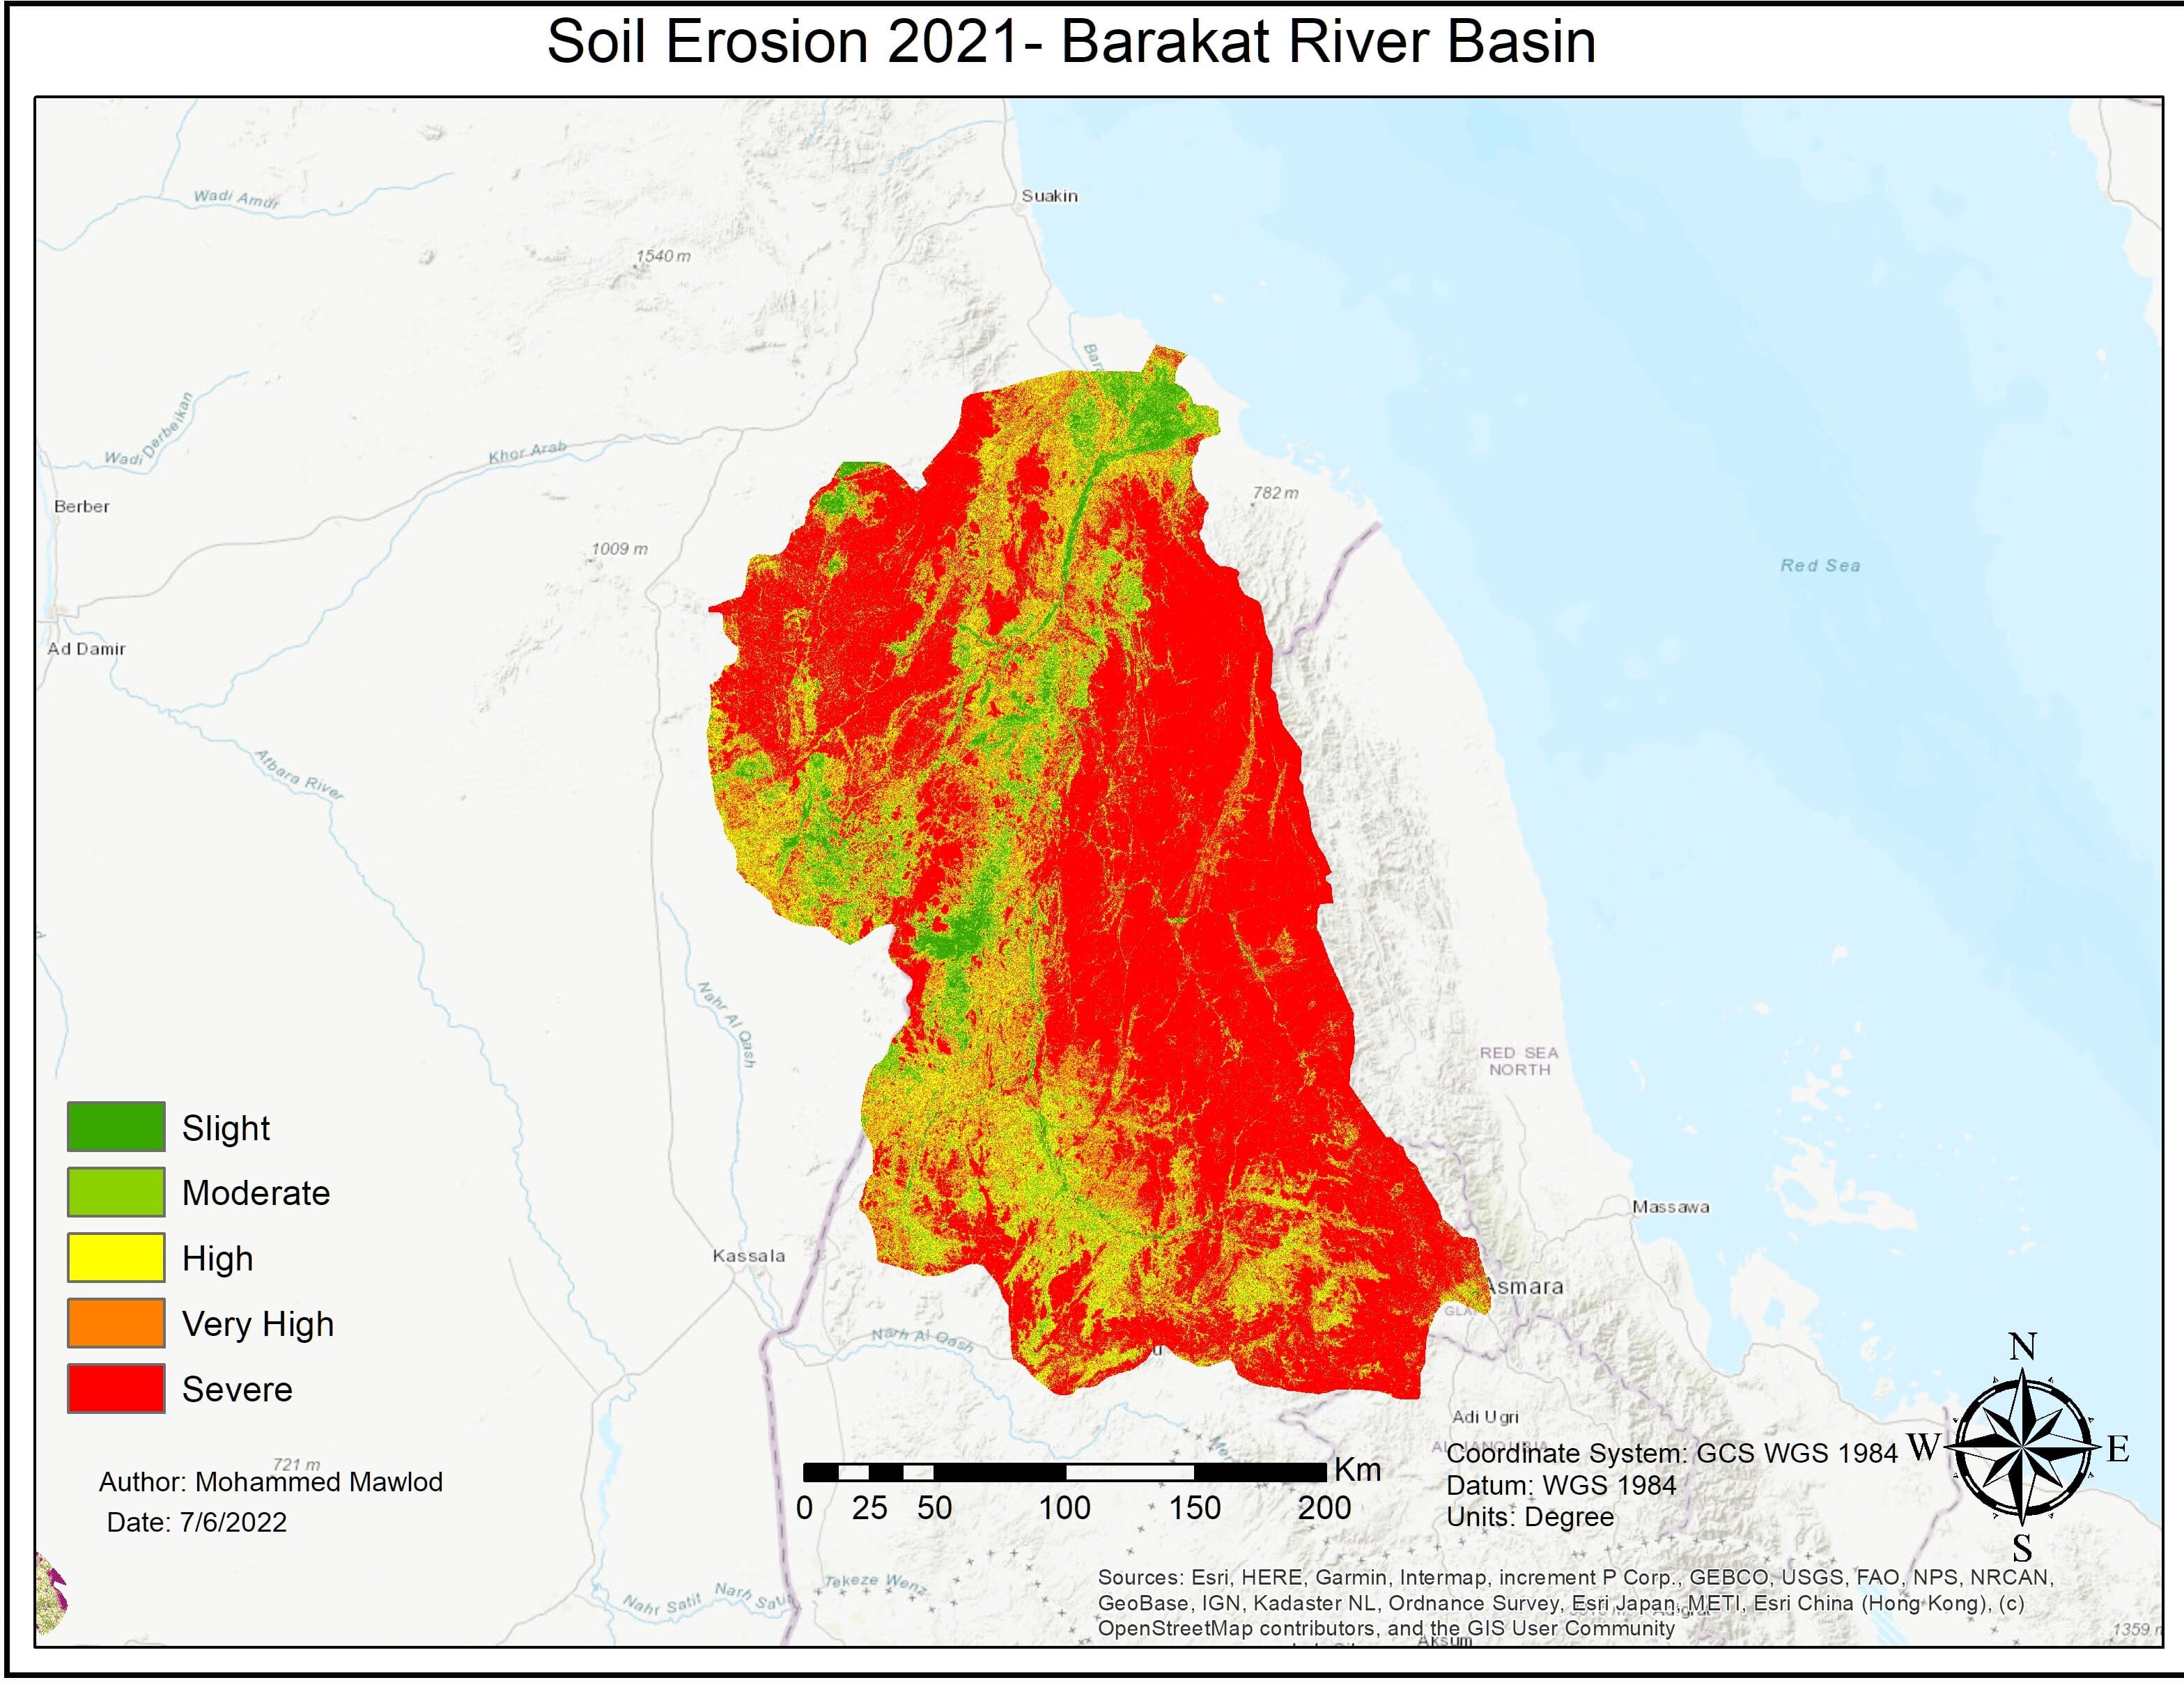 Soil Erosion 2021- Barakat River Basin
Suakin
Wadi Amur
1540 m
Wadi Derbeikan
Khor Arab
Berber
782 m
1009 m
Red Sea
Ad Damir
Atbara River
Nahr Al Qash
RED SEA
NORTH
Slight
Moderate
High
Very High
Severe
Massawa
Kassala
Asmara
Narh Al Qash
Adi Ugri
721 m
Author: Mohammed Mawlod
Date: 7/6/2022
Km
0 25 50 100 150 200
Coordinate System: GCS WGS 1984
Datum: WGS 1984
Units: Degree
N
W
E
S
Tekeze Wenz
Nahr Satit
Narh
Sources: Esri, HERE, Garmin, Intermap, increment P Corp., GEBCO, USGS, FAO, NPS, NRCAN,
GeoBase, IGN, Kadaster NL, Ordnance Survey, Esri Japan, METI, Esri China (Hong Kong), (c)
OpenStreetMap contributors, and the GIS User Community
Aksum
1359